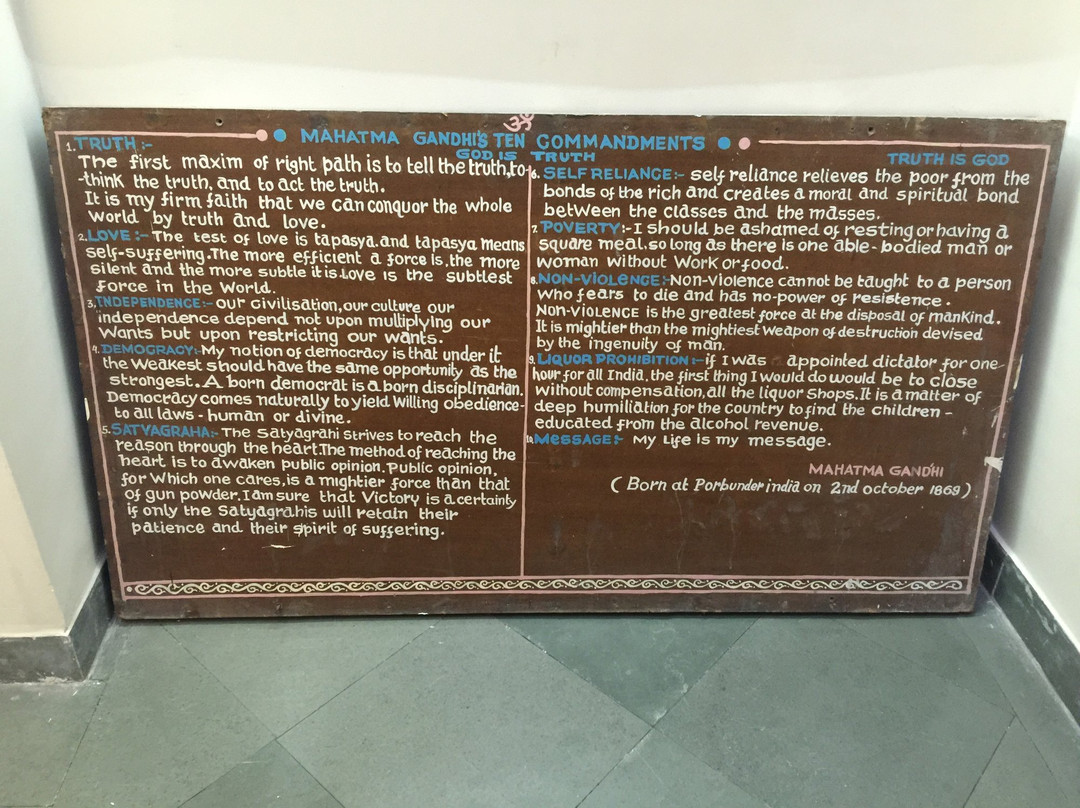 ॐ
MAHATMA GANDHI'S TEN COMMANDMENTS
GOD IS TRUTH
TRUTH IS GOD
1. TRUTH :-
The first maxim of right path is to tell the truth, to-
-think the truth, and to act the truth.
It is my firm faith that we can conquor the whole
world by truth and love.
2. LOVE :- The test of love is tapasya. and tapasya means
self-suffering. The more efficient a force is, the more
silent and the more subtle it is. Love is the subtlest
force in the World.
3. INDEPENDENCE:- our civilisation, our culture our
independence depend not upon multiplying our
wants but upon restricting our wants.
4. DEMOCRACY:- My notion of democracy is that under it
the Weakest should have the same opportunity as the
strongest. A born democrat is a born disciplinarian.
Democracy comes naturally to yield willing obedience-
to all laws - human or divine.
5. SATYAGRAHA:- The satyagrahi strives to reach the
reason through the heart. The method of reaching the
heart is to awaken public opinion. Public opinion,
for which one cares, is a mightier force than that
of gun powder. I am sure that Victory is a certainty
if only the Satyagrahis will retain their
patience and their spirit of suffering.
6. SELF RELIANCE:- self reliance relieves the poor from the
bonds of the rich and creates a moral and spiritual bond
between the classes and the masses.
7. POVERTY:- I should be ashamed of resting or having a
square meal. so long as there is one able-bodied man or
woman without work or food.
8. NON-VIOLENCE:- Non-violence cannot be taught to a person
who fears to die and has no-power of resistence.
Non-violence is the greatest force at the disposal of mankind.
It is mightier than the mightiest weapon of destruction devised
by the ingenuity of man.
9. LIQUOR PROHIBITION:- if I was appointed dictator for one-
hour for all India. the first thing I would do would be to close
without compensation, all the liquor shops. It is a matter of
deep humiliation for the country to find the children -
educated from the alcohol revenue.
10. MESSAGE:- My life is my message.
MAHATMA GANDHI
( Born at Porbunder india on 2nd october 1869 )